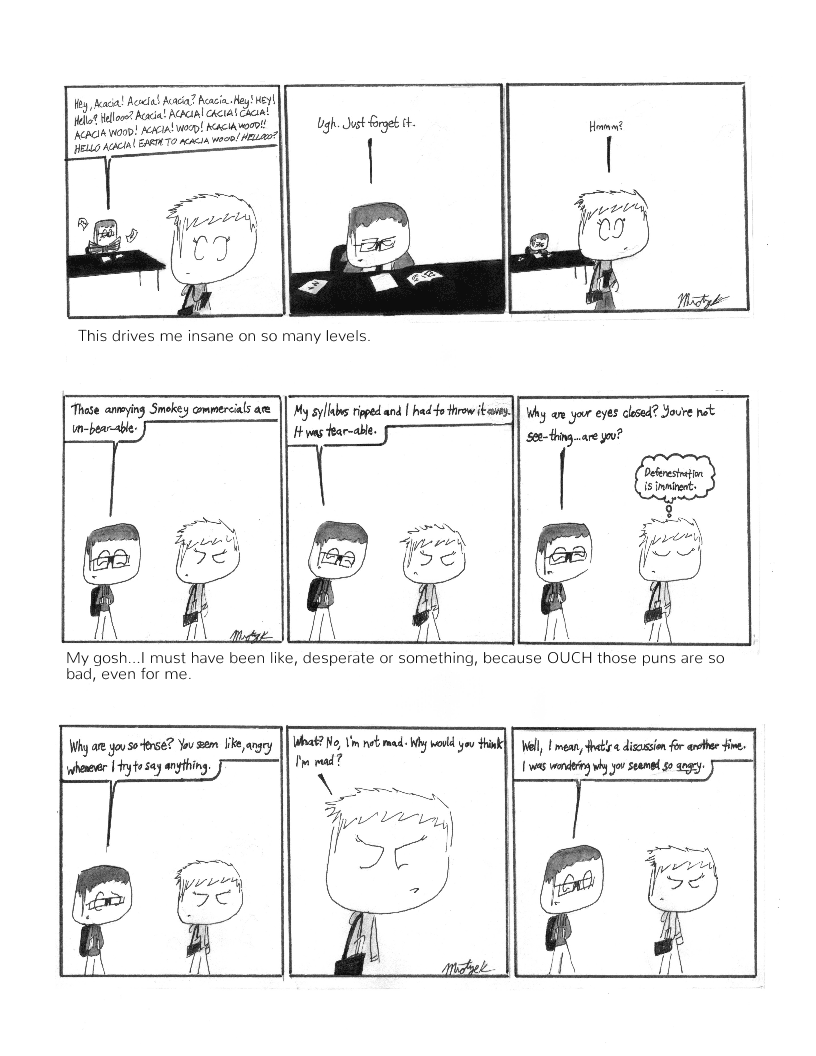 Hey, Acacia! Acacia! Acacia? Acacia. Hey! HEY!
Hello? Hellooo? Acacia! ACACIA! CACIA! CACIA!
ACACIA WOOD! ACACIA! WOOD! ACACIA WOOD!!
HELLO ACACIA! EARTH TO ACACIA WOOD! HELLOOO?
Ugh. Just forget it.
Hmmm?
Mrotzek
This drives me insane on so many levels.
Those annoying Smokey commercials are
un-bear-able.
My syllabus ripped and I had to throw it away.
It was tear-able.
Why are your eyes closed? You're not
see-thing...are you?
Defenestration
is imminent.
Mrotzek
My gosh...I must have been like, desperate or something, because OUCH those puns are so
bad, even for me.
Why are you so tense? You seem like, angry
whenever I try to say anything.
What? No, I'm not mad. Why would you think
I'm mad?
Well, I mean, that's a discussion for another time.
I was wondering why you seemed so angry.
Mrotzek